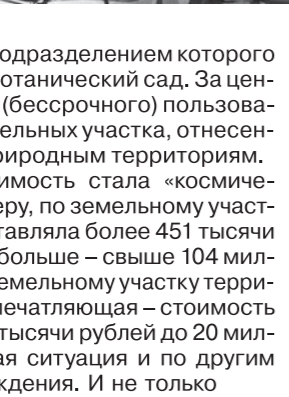 одразделением которого
отанический сад. За цен-
(бессрочного) пользова-
ельных участка, отнесен-
риродным территориям.
имость стала «космиче-
еру, по земельному участ-
тавляла более 451 тысячи
больше – свыше 104 мил-
емельному участку терри-
печатляющая – стоимость
тысячи рублей до 20 мил-
ая ситуация и по другим
ждения. И не только